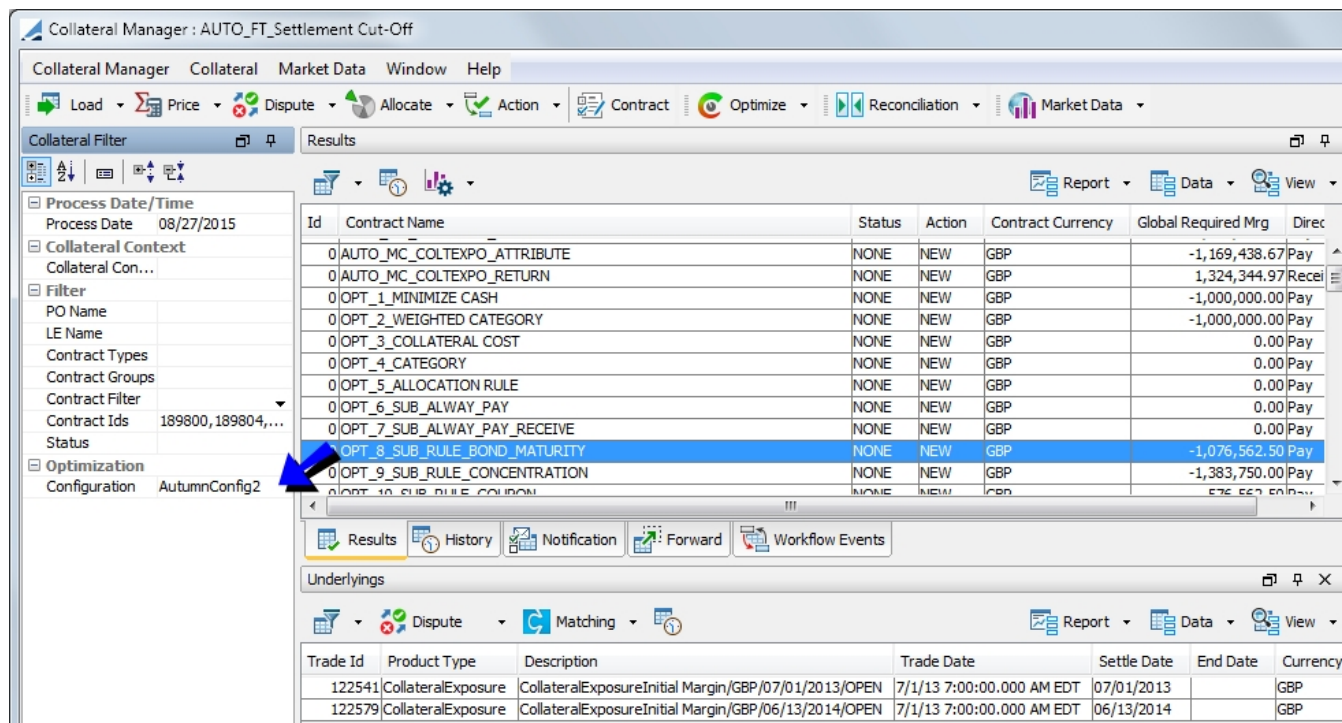 Collateral Manager : AUTO_FT_Settlement Cut-Off
Collateral Manager Collateral Market Data Window Help
Load Price Dispute Allocate Action Contract Optimize Reconciliation Market Data
Collateral Filter
Process Date/Time
Process Date 08/27/2015
Collateral Context
Collateral Con...
Filter
PO Name
LE Name
Contract Types
Contract Groups
Contract Filter
Contract Ids 189800,189804,...
Status
Optimization
Configuration AutumnConfig2
Results
Report Data View
Id Contract Name Status Action Contract Currency Global Required Mrg Direc
0 AUTO_MC_COLTEXPO_ATTRIBUTE NONE NEW GBP -1,169,438.67 Pay
0 AUTO_MC_COLTEXPO_RETURN NONE NEW GBP 1,324,344.97 Recei
0 OPT_1_MINIMIZE CASH NONE NEW GBP -1,000,000.00 Pay
0 OPT_2_WEIGHTED CATEGORY NONE NEW GBP -1,000,000.00 Pay
0 OPT_3_COLLATERAL COST NONE NEW GBP 0.00 Pay
0 OPT_4_CATEGORY NONE NEW GBP 0.00 Pay
0 OPT_5_ALLOCATION RULE NONE NEW GBP 0.00 Pay
0 OPT_6_SUB_ALWAY_PAY NONE NEW GBP 0.00 Pay
0 OPT_7_SUB_ALWAY_PAY_RECEIVE NONE NEW GBP 0.00 Pay
OPT_8_SUB_RULE_BOND_MATURITY NONE NEW GBP -1,076,562.50 Pay
0 OPT_9_SUB_RULE_CONCENTRATION NONE NEW GBP -1,383,750.00 Pay
0 OPT_10_SUB_RULE_COUPON NONE NEW GBP 576,562.50 Pay
Results History Notification Forward Workflow Events
Underlyings
Dispute Matching Report Data View
Trade Id Product Type Description Trade Date Settle Date End Date Currency
122541 CollateralExposure CollateralExposureInitial Margin/GBP/07/01/2013/OPEN 7/1/13 7:00:00.000 AM EDT 07/01/2013 GBP
122579 CollateralExposure CollateralExposureInitial Margin/GBP/06/13/2014/OPEN 7/1/13 7:00:00.000 AM EDT 06/13/2014 GBP